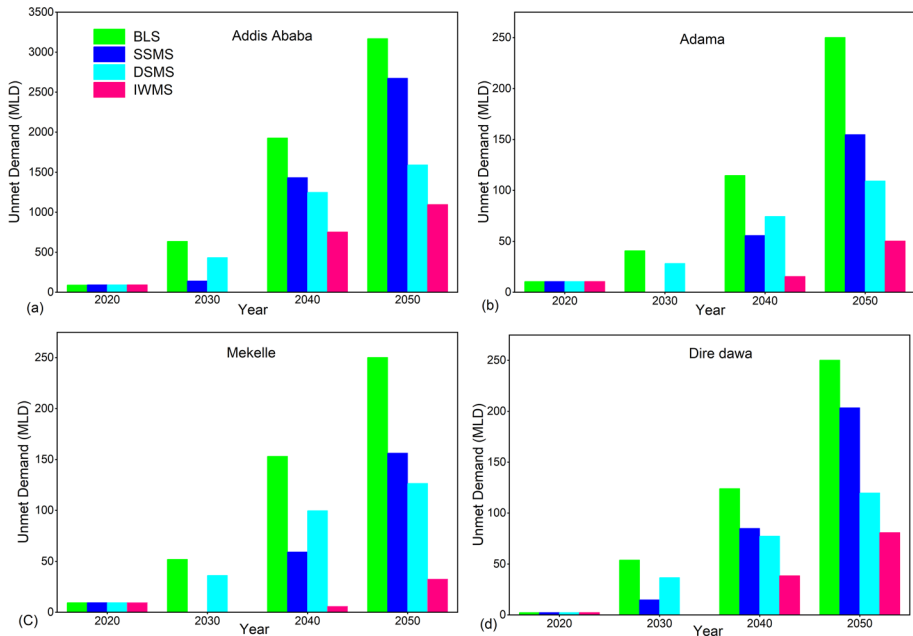 Addis Ababa
BLS
SSMS
DSMS
IWMS
Unmet Demand (MLD)
3500
3000
2500
2000
1500
1000
500
0
2020 2030 2040 2050
Year
(a)
Adama
Unmet Demand (MLD)
250
200
150
100
50
0
2020 2030 2040 2050
Year
(b)
Mekelle
Unmet Demand (MLD)
250
200
150
100
50
0
2020 2030 2040 2050
Year
(C)
Dire dawa
Unmet Demand (MLD)
250
200
150
100
50
0
2020 2030 2040 2050
Year
(d)